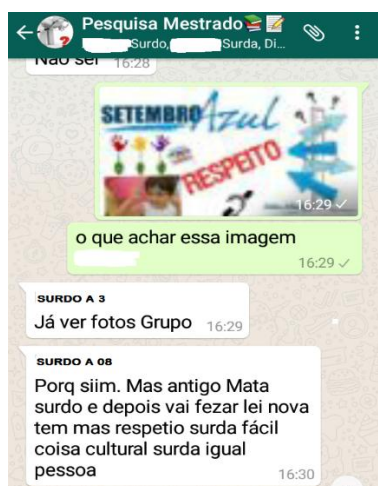 Pesquisa Mestrado
Surdo, Surda, Di...
Não ser 16:28
SETEMBRO Azul
RESPEITO
16:29
o que achar essa imagem
16:29
SURDO A 3
Já ver fotos Grupo 16:29
SURDO A 08
Porq siim. Mas antigo Mata
surdo e depois vai fezar lei nova
tem mas respetio surda fácil
coisa cultural surda igual
pessoa 16:30